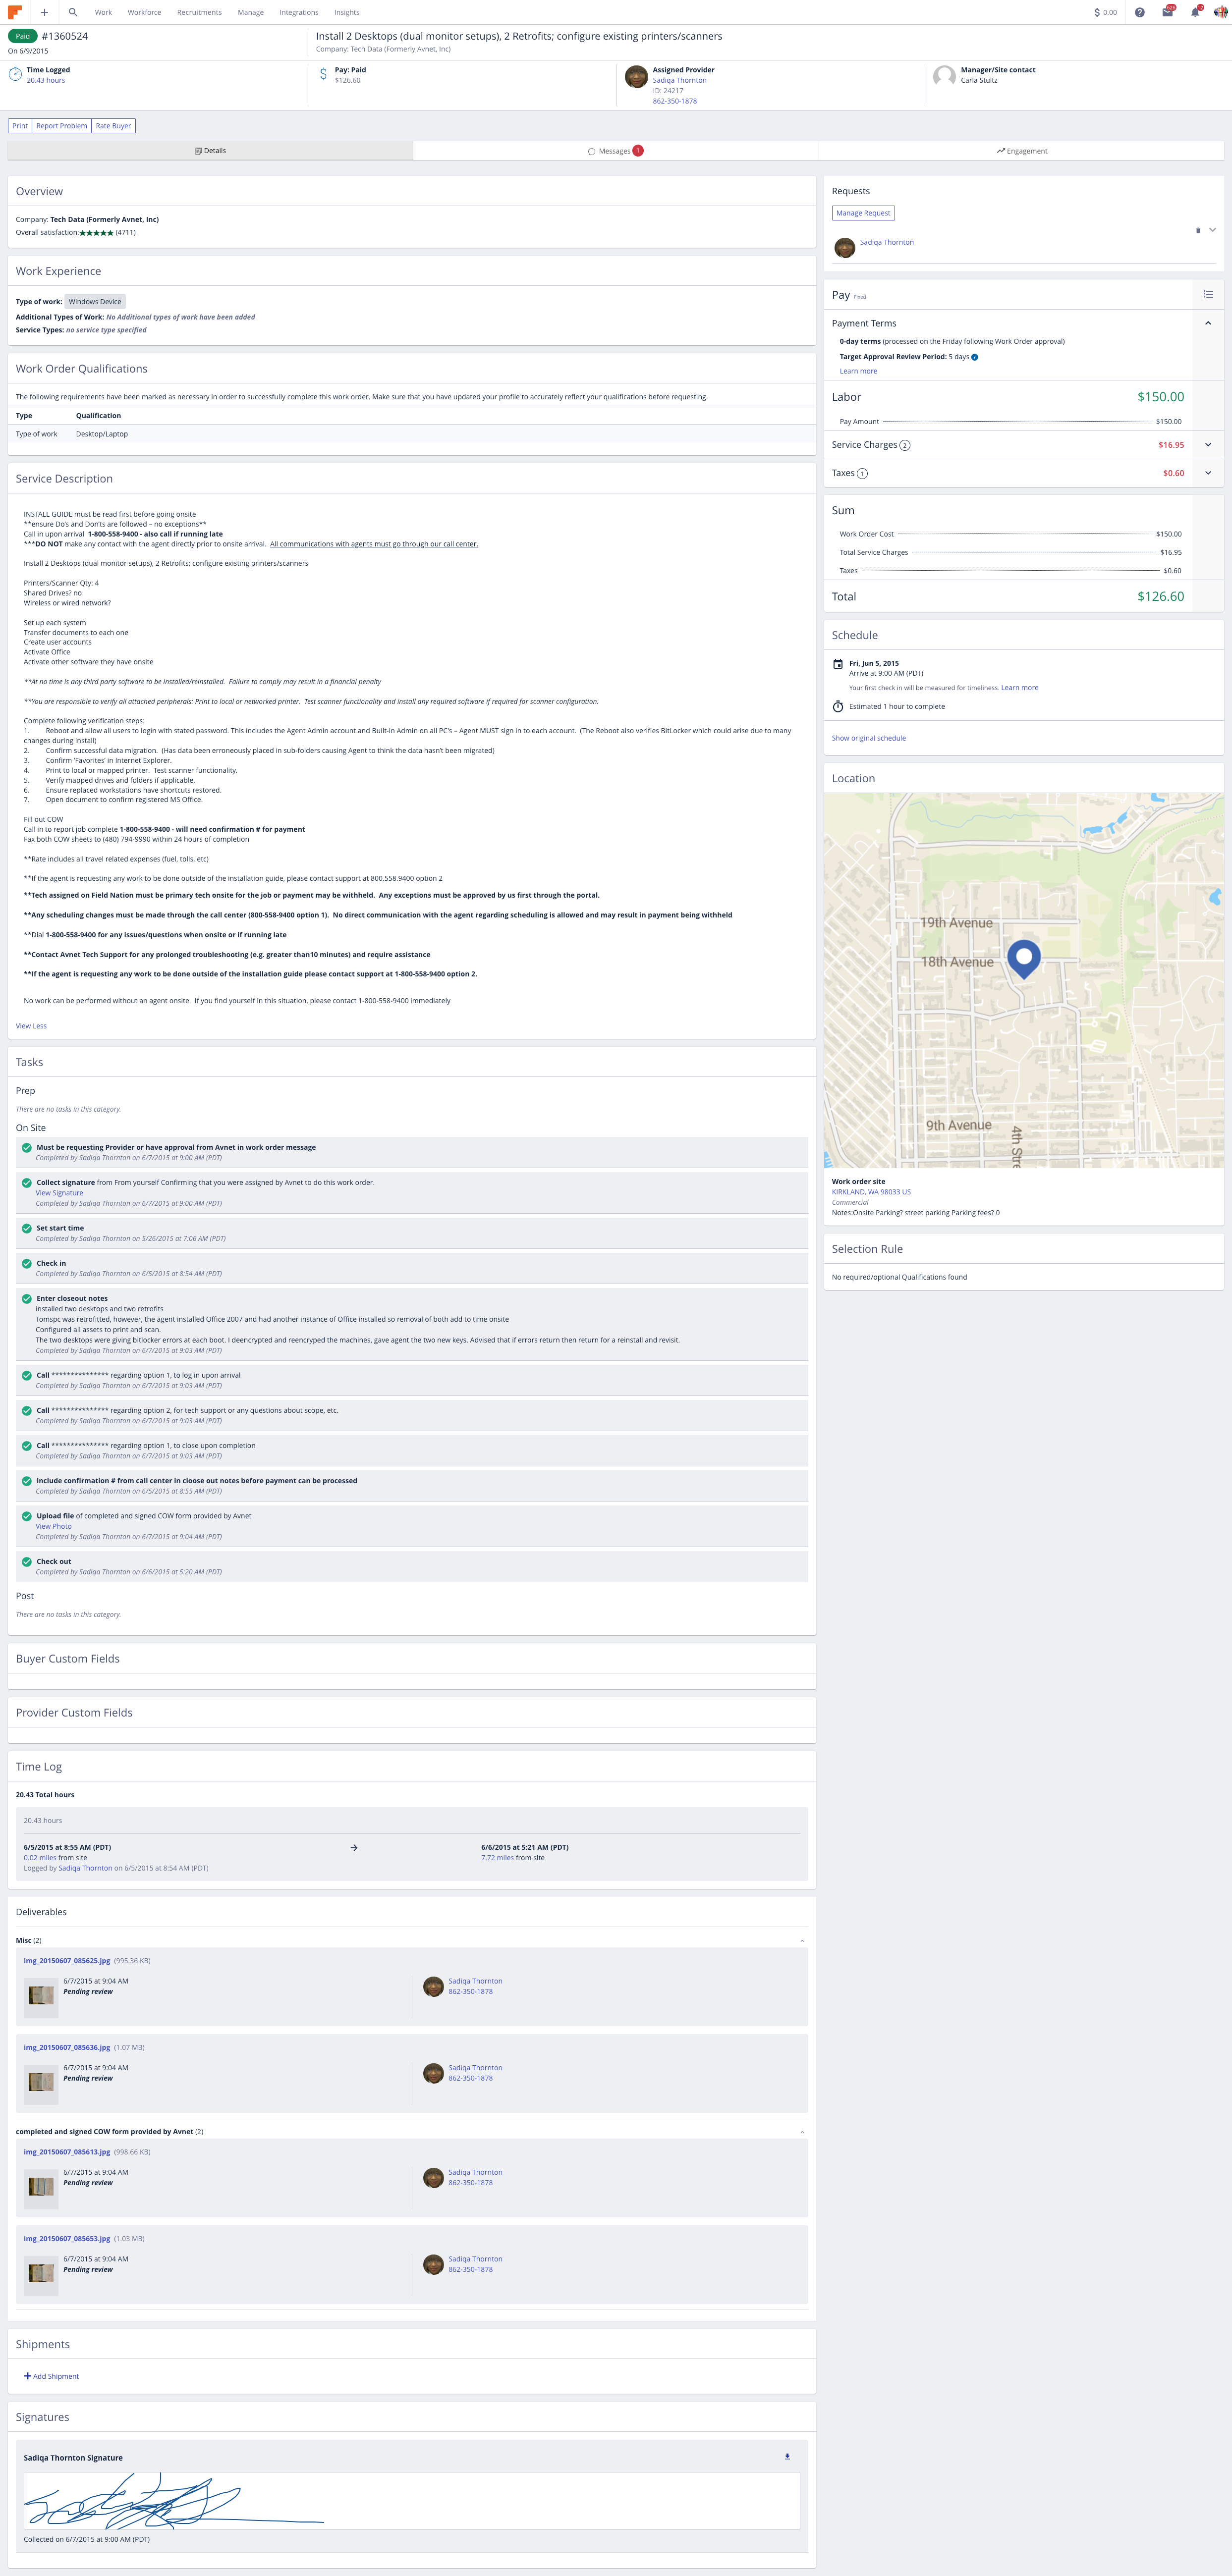 Work
Workforce
Recruitments
Manage
Integrations
Insights
$ 0.00
Paid #1360524
On 6/9/2015
Install 2 Desktops (dual monitor setups), 2 Retrofits; configure existing printers/scanners
Company: Tech Data (Formerly Avnet, Inc)
Time Logged
20.43 hours
Pay: Paid
$126.60
Assigned Provider
Sadiqa Thornton
ID: 24217
862-350-1878
Manager/Site contact
Carla Stultz
Print
Report Problem
Rate Buyer
Details
Messages 1
Engagement
Overview
Company: Tech Data (Formerly Avnet, Inc)
Overall satisfaction:★★★★★ (4711)
Work Experience
Type of work: Windows Device
Additional Types of Work: No Additional types of work have been added
Service Types: no service type specified
Work Order Qualifications
The following requirements have been marked as necessary in order to successfully complete this work order. Make sure that you have updated your profile to accurately reflect your qualifications before requesting.
Type Qualification
Type of work Desktop/Laptop
Service Description
INSTALL GUIDE must be read first before going onsite
**ensure Do's and Don'ts are followed – no exceptions**
Call in upon arrival 1-800-558-9400 - also call if running late
***DO NOT make any contact with the agent directly prior to onsite arrival. All communications with agents must go through our call center.
Install 2 Desktops (dual monitor setups), 2 Retrofits; configure existing printers/scanners
Printers/Scanner Qty: 4
Shared Drives? no
Wireless or wired network?
Set up each system
Transfer documents to each one
Create user accounts
Activate Office
Activate other software they have onsite
**At no time is any third party software to be installed/reinstalled. Failure to comply may result in a financial penalty
**You are responsible to verify all attached peripherals: Print to local or networked printer. Test scanner functionality and install any required software if required for scanner configuration.
Complete following verification steps:
1. Reboot and allow all users to login with stated password. This includes the Agent Admin account and Built-in Admin on all PC's – Agent MUST sign in to each account. (The Reboot also verifies BitLocker which could arise due to many
changes during install)
2. Confirm successful data migration. (Has data been erroneously placed in sub-folders causing Agent to think the data hasn't been migrated)
3. Confirm 'Favorites' in Internet Explorer.
4. Print to local or mapped printer. Test scanner functionality.
5. Verify mapped drives and folders if applicable.
6. Ensure replaced workstations have shortcuts restored.
7. Open document to confirm registered MS Office.
Fill out COW
Call in to report job complete 1-800-558-9400 - will need confirmation # for payment
Fax both COW sheets to (480) 794-9990 within 24 hours of completion
**Rate includes all travel related expenses (fuel, tolls, etc)
**If the agent is requesting any work to be done outside of the installation guide, please contact support at 800.558.9400 option 2
**Tech assigned on Field Nation must be primary tech onsite for the job or payment may be withheld. Any exceptions must be approved by us first through the portal.
**Any scheduling changes must be made through the call center (800-558-9400 option 1). No direct communication with the agent regarding scheduling is allowed and may result in payment being withheld
**Dial 1-800-558-9400 for any issues/questions when onsite or if running late
**Contact Avnet Tech Support for any prolonged troubleshooting (e.g. greater than10 minutes) and require assistance
**If the agent is requesting any work to be done outside of the installation guide please contact support at 1-800-558-9400 option 2.
No work can be performed without an agent onsite. If you find yourself in this situation, please contact 1-800-558-9400 immediately
View Less
Tasks
Prep
There are no tasks in this category.
On Site
Must be requesting Provider or have approval from Avnet in work order message
Completed by Sadiqa Thornton on 6/7/2015 at 9:00 AM (PDT)
Collect signature from From yourself Confirming that you were assigned by Avnet to do this work order.
View Signature
Completed by Sadiqa Thornton on 6/7/2015 at 9:00 AM (PDT)
Set start time
Completed by Sadiqa Thornton on 5/26/2015 at 7:06 AM (PDT)
Check in
Completed by Sadiqa Thornton on 6/5/2015 at 8:54 AM (PDT)
Enter closeout notes
installed two desktops and two retrofits
Tomspc was retrofitted, however, the agent installed Office 2007 and had another instance of Office installed so removal of both add to time onsite
Configured all assets to print and scan.
The two desktops were giving bitlocker errors at each boot. I deencrypted and reencryped the machines, gave agent the two new keys. Advised that if errors return then return for a reinstall and revisit.
Completed by Sadiqa Thornton on 6/7/2015 at 9:03 AM (PDT)
Call *************** regarding option 1, to log in upon arrival
Completed by Sadiqa Thornton on 6/7/2015 at 9:03 AM (PDT)
Call *************** regarding option 2, for tech support or any questions about scope, etc.
Completed by Sadiqa Thornton on 6/7/2015 at 9:03 AM (PDT)
Call *************** regarding option 1, to close upon completion
Completed by Sadiqa Thornton on 6/7/2015 at 9:03 AM (PDT)
include confirmation # from call center in cloose out notes before payment can be processed
Completed by Sadiqa Thornton on 6/5/2015 at 8:55 AM (PDT)
Upload file of completed and signed COW form provided by Avnet
View Photo
Completed by Sadiqa Thornton on 6/7/2015 at 9:04 AM (PDT)
Check out
Completed by Sadiqa Thornton on 6/6/2015 at 5:20 AM (PDT)
Post
There are no tasks in this category.
Buyer Custom Fields
Provider Custom Fields
Time Log
20.43 Total hours
20.43 hours
6/5/2015 at 8:55 AM (PDT) → 6/6/2015 at 5:21 AM (PDT)
0.02 miles from site 7.72 miles from site
Logged by Sadiqa Thornton on 6/5/2015 at 8:54 AM (PDT)
Deliverables
Misc (2)
img_20150607_085625.jpg (995.36 KB)
6/7/2015 at 9:04 AM
Pending review
Sadiqa Thornton
862-350-1878
img_20150607_085636.jpg (1.07 MB)
6/7/2015 at 9:04 AM
Pending review
Sadiqa Thornton
862-350-1878
completed and signed COW form provided by Avnet (2)
img_20150607_085613.jpg (998.66 KB)
6/7/2015 at 9:04 AM
Pending review
Sadiqa Thornton
862-350-1878
img_20150607_085653.jpg (1.03 MB)
6/7/2015 at 9:04 AM
Pending review
Sadiqa Thornton
862-350-1878
Shipments
Add Shipment
Signatures
Sadiqa Thornton Signature
Collected on 6/7/2015 at 9:00 AM (PDT)
Requests
Manage Request
Sadiqa Thornton
Pay Fixed
Payment Terms
0-day terms (processed on the Friday following Work Order approval)
Target Approval Review Period: 5 days
Learn more
Labor $150.00
Pay Amount $150.00
Service Charges 2 $16.95
Taxes 1 $0.60
Sum
Work Order Cost $150.00
Total Service Charges $16.95
Taxes $0.60
Total $126.60
Schedule
Fri, Jun 5, 2015
Arrive at 9:00 AM (PDT)
Your first check in will be measured for timeliness. Learn more
Estimated 1 hour to complete
Show original schedule
Location
19th Avenue
18th Avenue
9th Avenue
4th Stre
Work order site
KIRKLAND, WA 98033 US
Commercial
Notes:Onsite Parking? street parking Parking fees? 0
Selection Rule
No required/optional Qualifications found